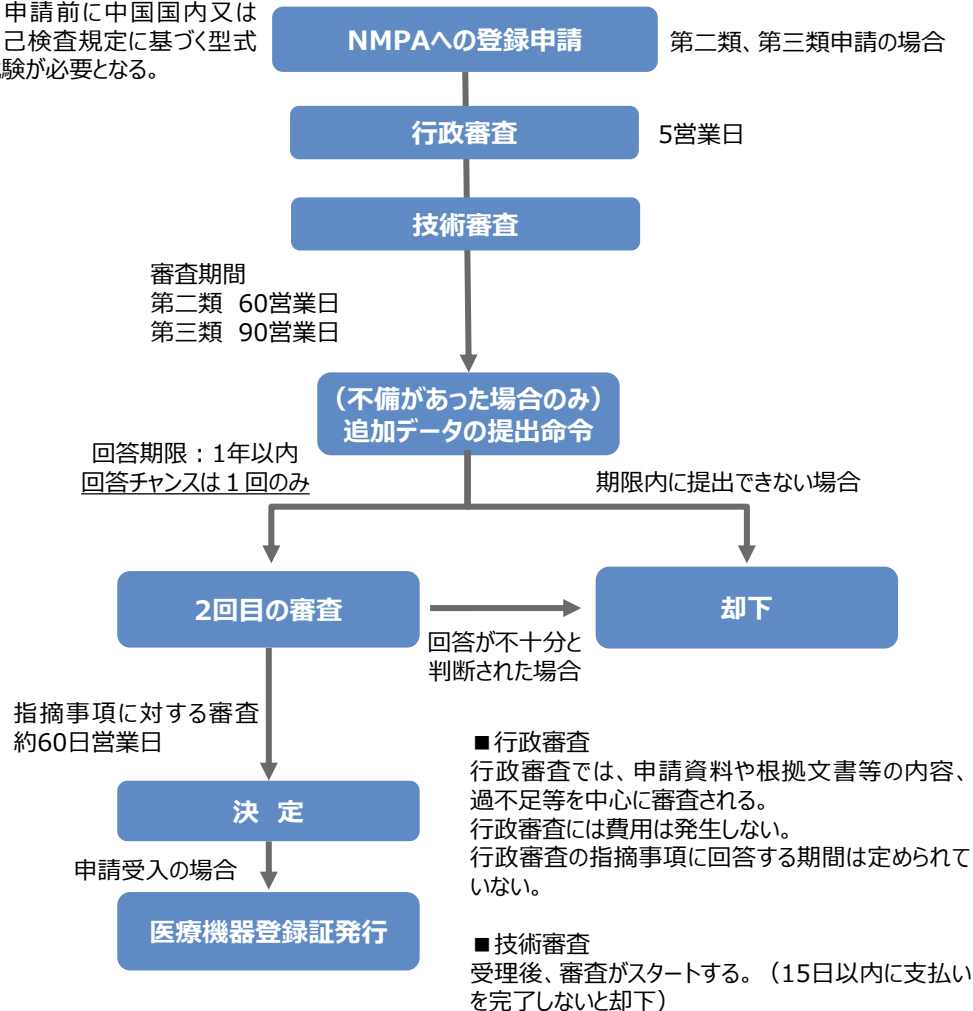 申請前に中国国内又は
己検査規定に基づく型式
験が必要となる。
NMPAへの登録申請
第二類、第三類申請の場合
行政審査
5営業日
技術審査
審査期間
第二類 60営業日
第三類 90営業日
（不備があった場合のみ）
追加データの提出命令
回答期限：1年以内
回答チャンスは１回のみ
期限内に提出できない場合
2回目の審査
却下
回答が不十分と
判断された場合
指摘事項に対する審査
約60日営業日
決 定
申請受入の場合
医療機器登録証発行
■行政審査
行政審査では、申請資料や根拠文書等の内容、
過不足等を中心に審査される。
行政審査には費用は発生しない。
行政審査の指摘事項に回答する期間は定められて
いない。
■技術審査
受理後、審査がスタートする。（15日以内に支払い
を完了しないと却下）